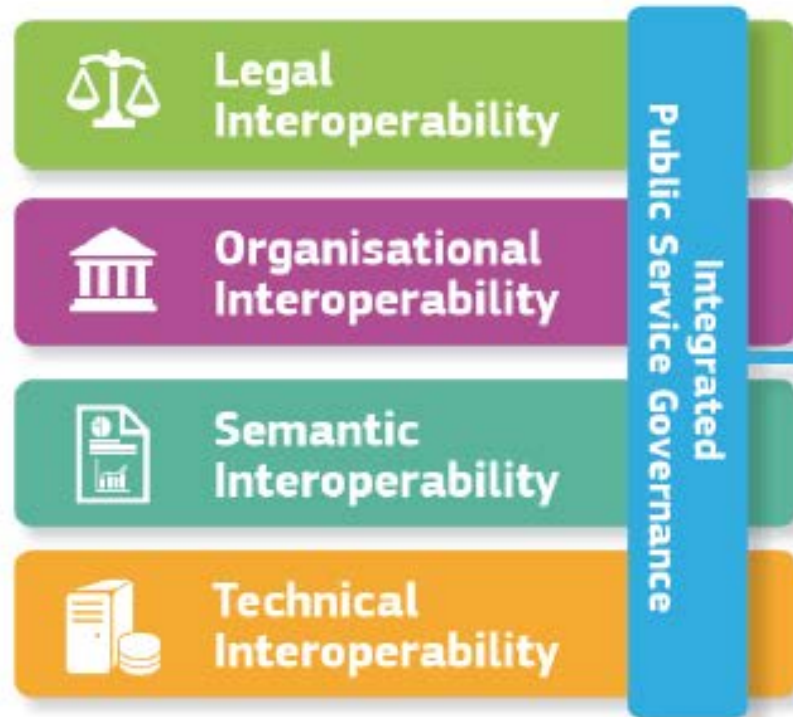 Legal
Interoperability
Organisational
Interoperability
Semantic
Interoperability
Technical
Interoperability
Integrated
Public Service Governance